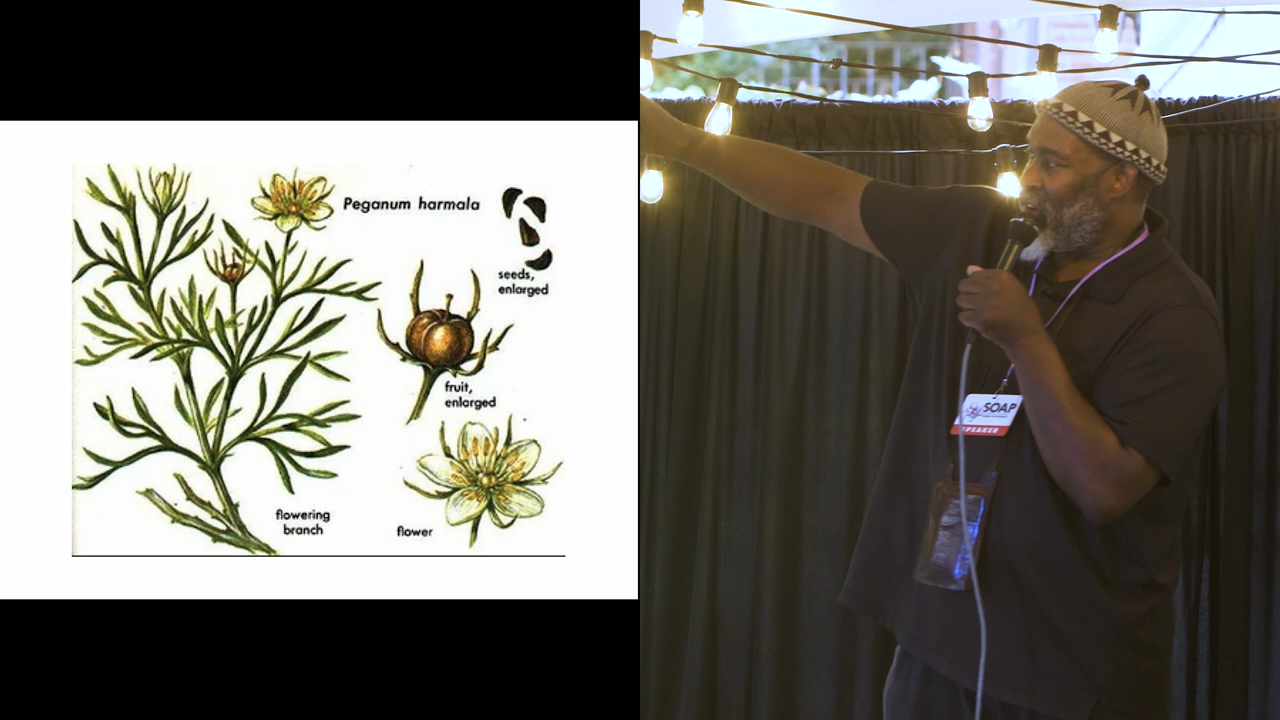 Peganum harmala
seeds,
enlarged
fruit,
enlarged
flowering
branch
flower
SOAP
SPEAKER